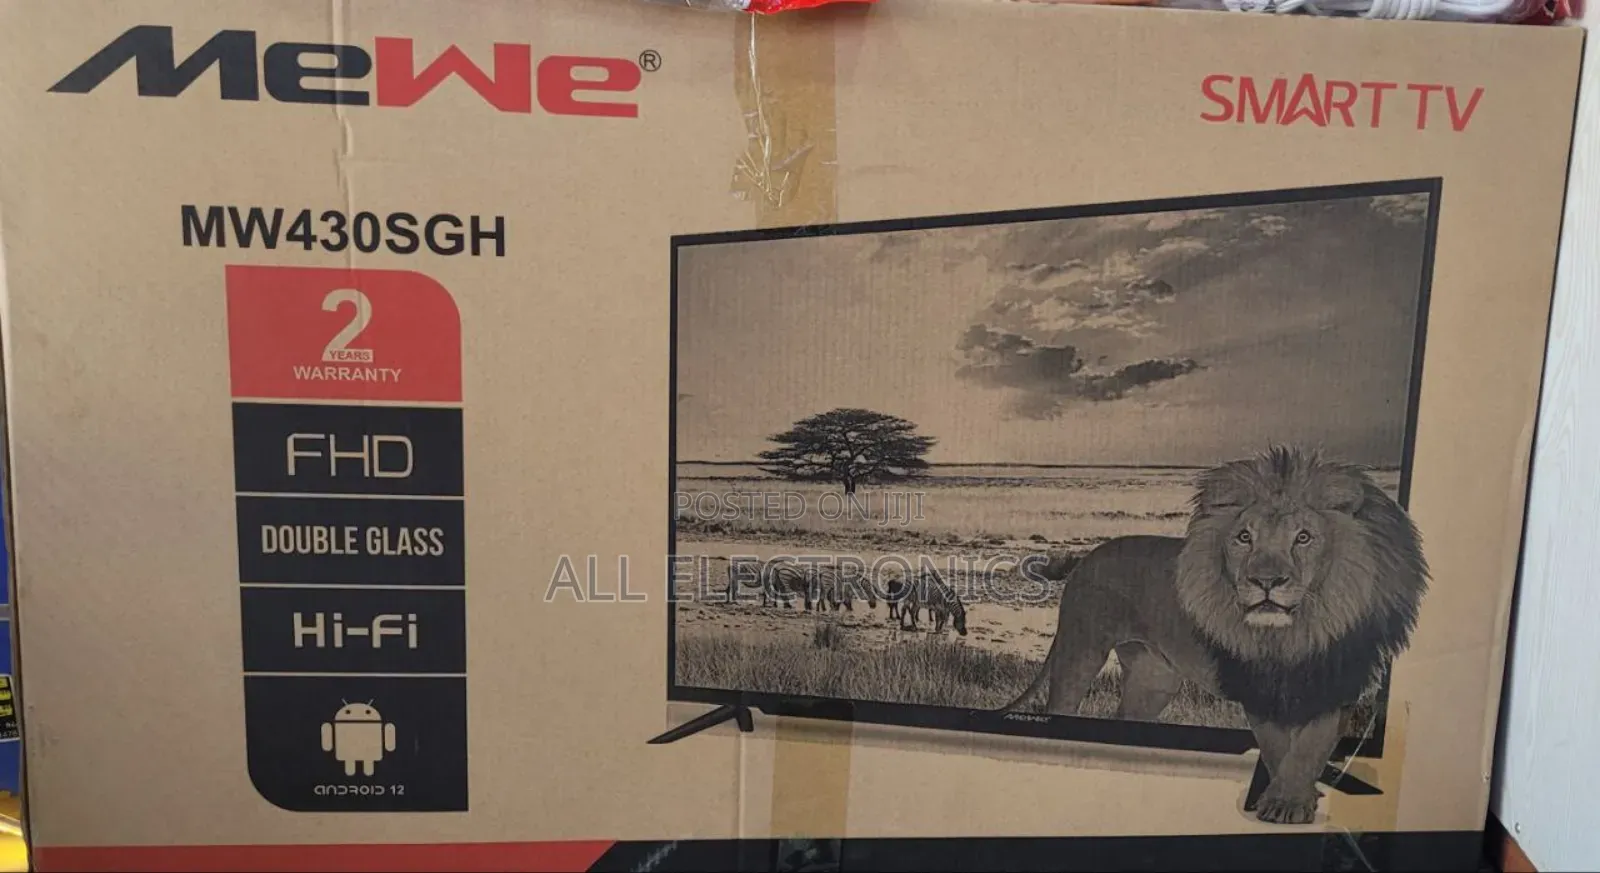 MeWe®
SMART TV
MW430SGH
2
YEARS
WARRANTY
FHD
DOUBLE GLASS
Hi-Fi
ANDROID 12
POSTED ON JIJI
ALL ELECTRONICS
MeWe